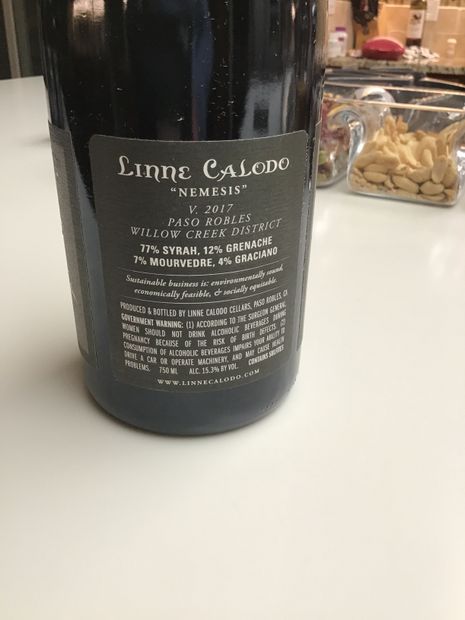 LINNE CALODO
"NEMESIS"
V. 2017
PASO ROBLES
WILLOW CREEK DISTRICT
77% SYRAH, 12% GRENACHE
7% MOURVEDRE, 4% GRACIANO
Sustainable business is: environmentally sound,
economically feasible, & socially equitable.
PRODUCED & BOTTLED BY LINNE CALODO CELLARS, PASO ROBLES, CA
GOVERNMENT WARNING: (1) ACCORDING TO THE SURGEON GENERAL,
WOMEN SHOULD NOT DRINK ALCOHOLIC BEVERAGES DURING
PREGNANCY BECAUSE OF THE RISK OF BIRTH DEFECTS. (2)
CONSUMPTION OF ALCOHOLIC BEVERAGES IMPAIRS YOUR ABILITY TO
DRIVE A CAR OR OPERATE MACHINERY, AND MAY CAUSE HEALTH
PROBLEMS. 750 ML ALC. 15.3% BY VOL. CONTAINS SULFITES
WWW.LINNECALODO.COM